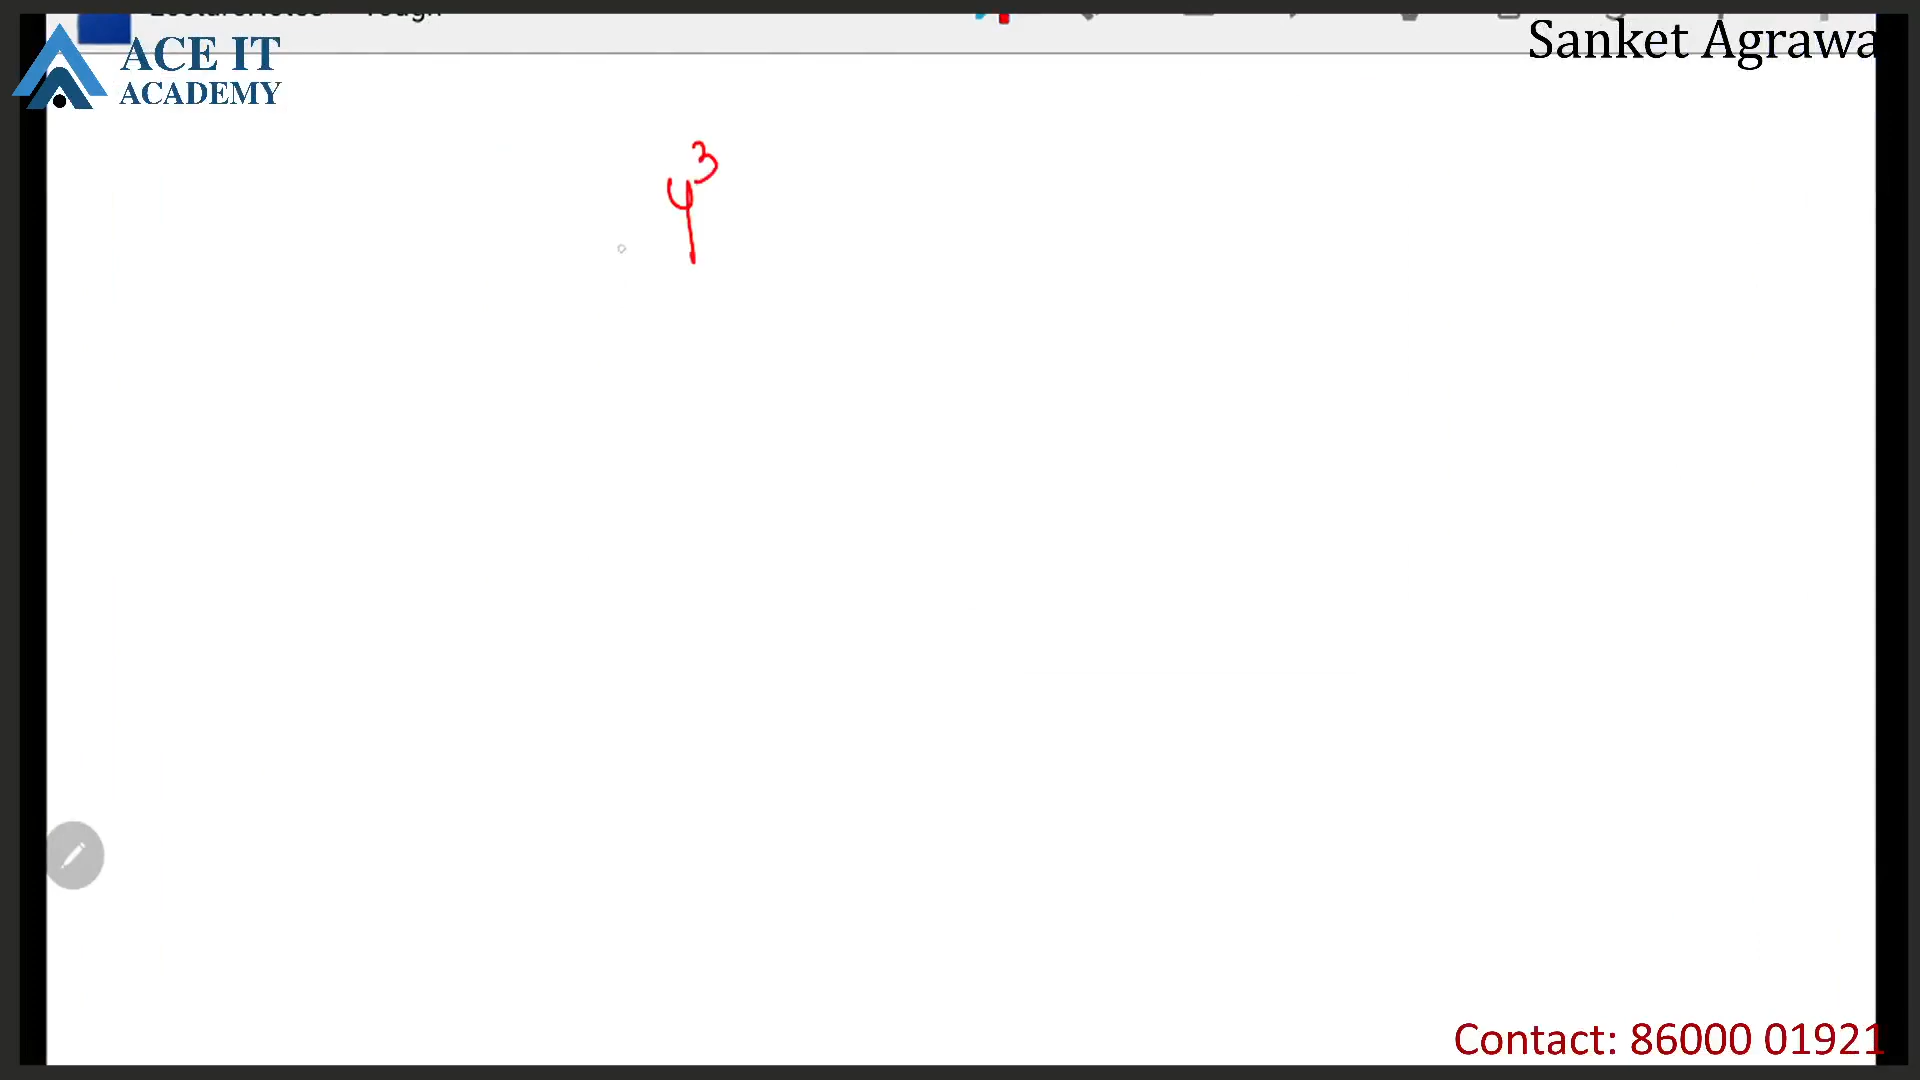 Sanket Agrawa
ACE IT
ACADEMY
4³
Contact: 86000 01921